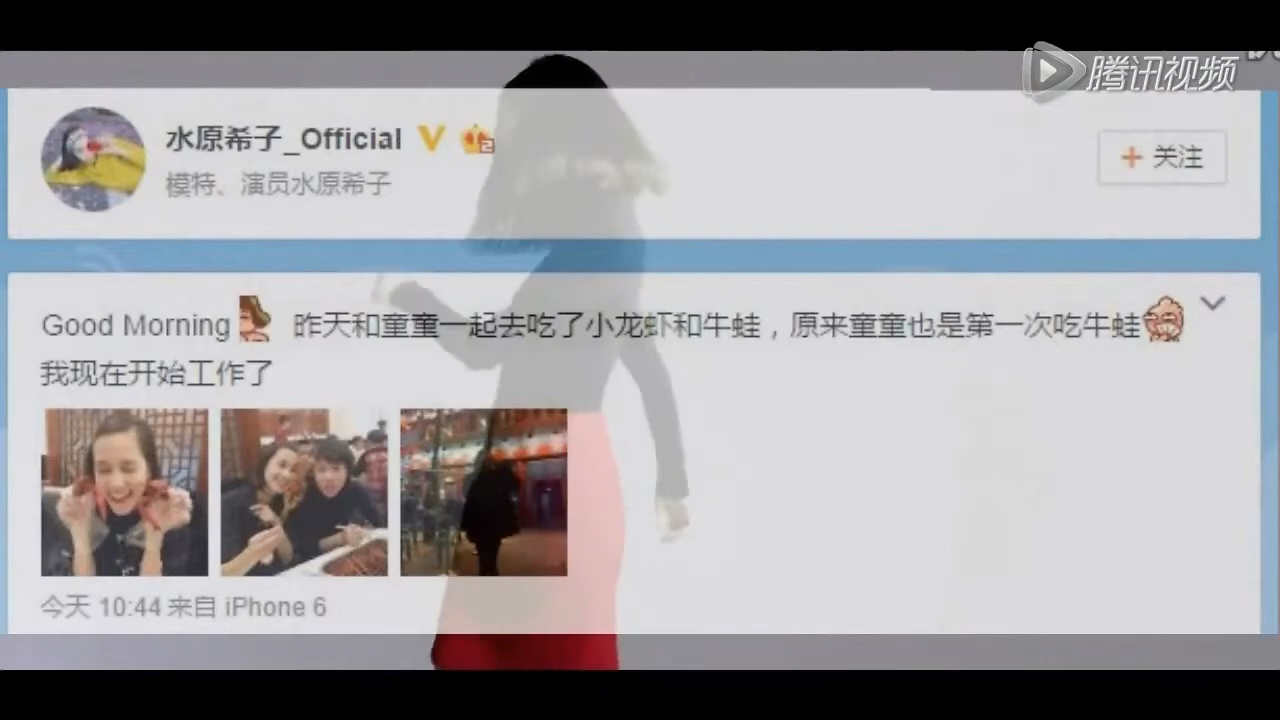 腾讯视频
水原希子_Official
模特、演员水原希子
+ 关注
Good Morning 昨天和童童一起去吃了小龙虾和牛蛙，原来童童也是第一次吃牛蛙
我现在开始工作了
今天 10:44 来自 iPhone 6